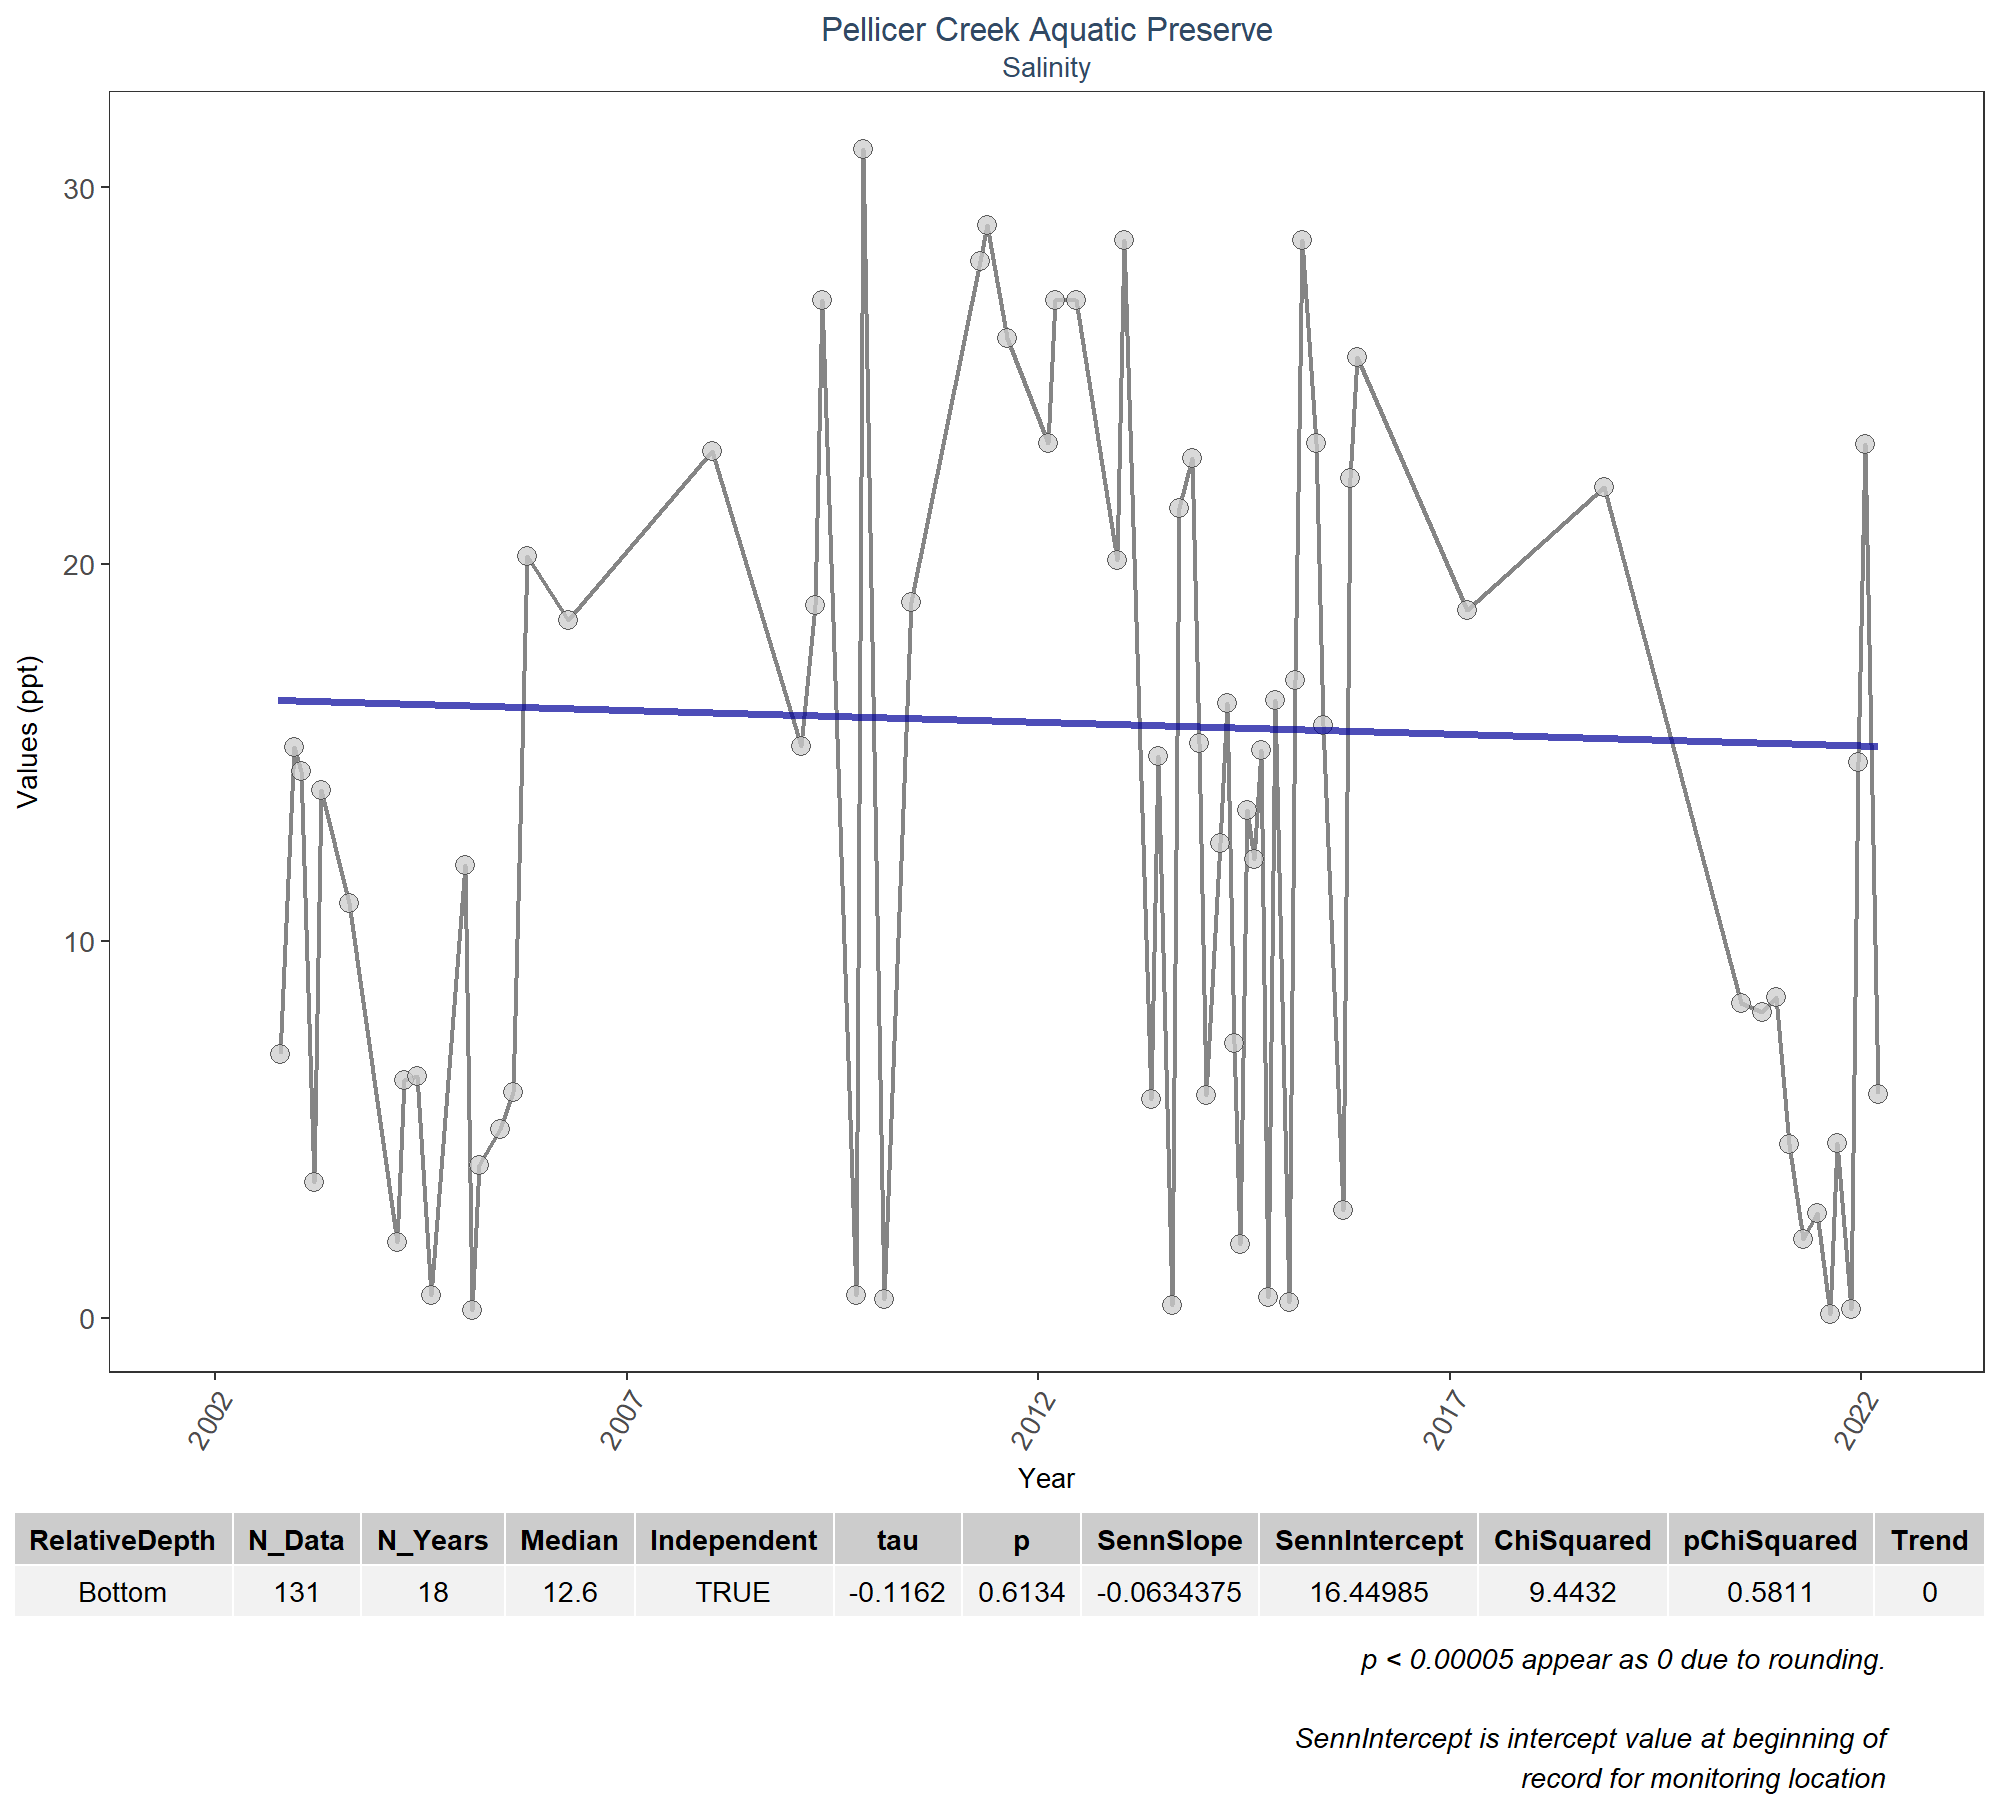 Pellicer Creek Aquatic Preserve
Salinity
30
20
10
0
Values (ppt)
2002
2007
2012
2017
2022
Year
RelativeDepth N_Data N_Years Median Independent tau p SennSlope SennIntercept ChiSquared pChiSquared Trend
Bottom 131 18 12.6 TRUE -0.1162 0.6134 -0.0634375 16.44985 9.4432 0.5811 0
p < 0.00005 appear as 0 due to rounding.
SennIntercept is intercept value at beginning of
record for monitoring location